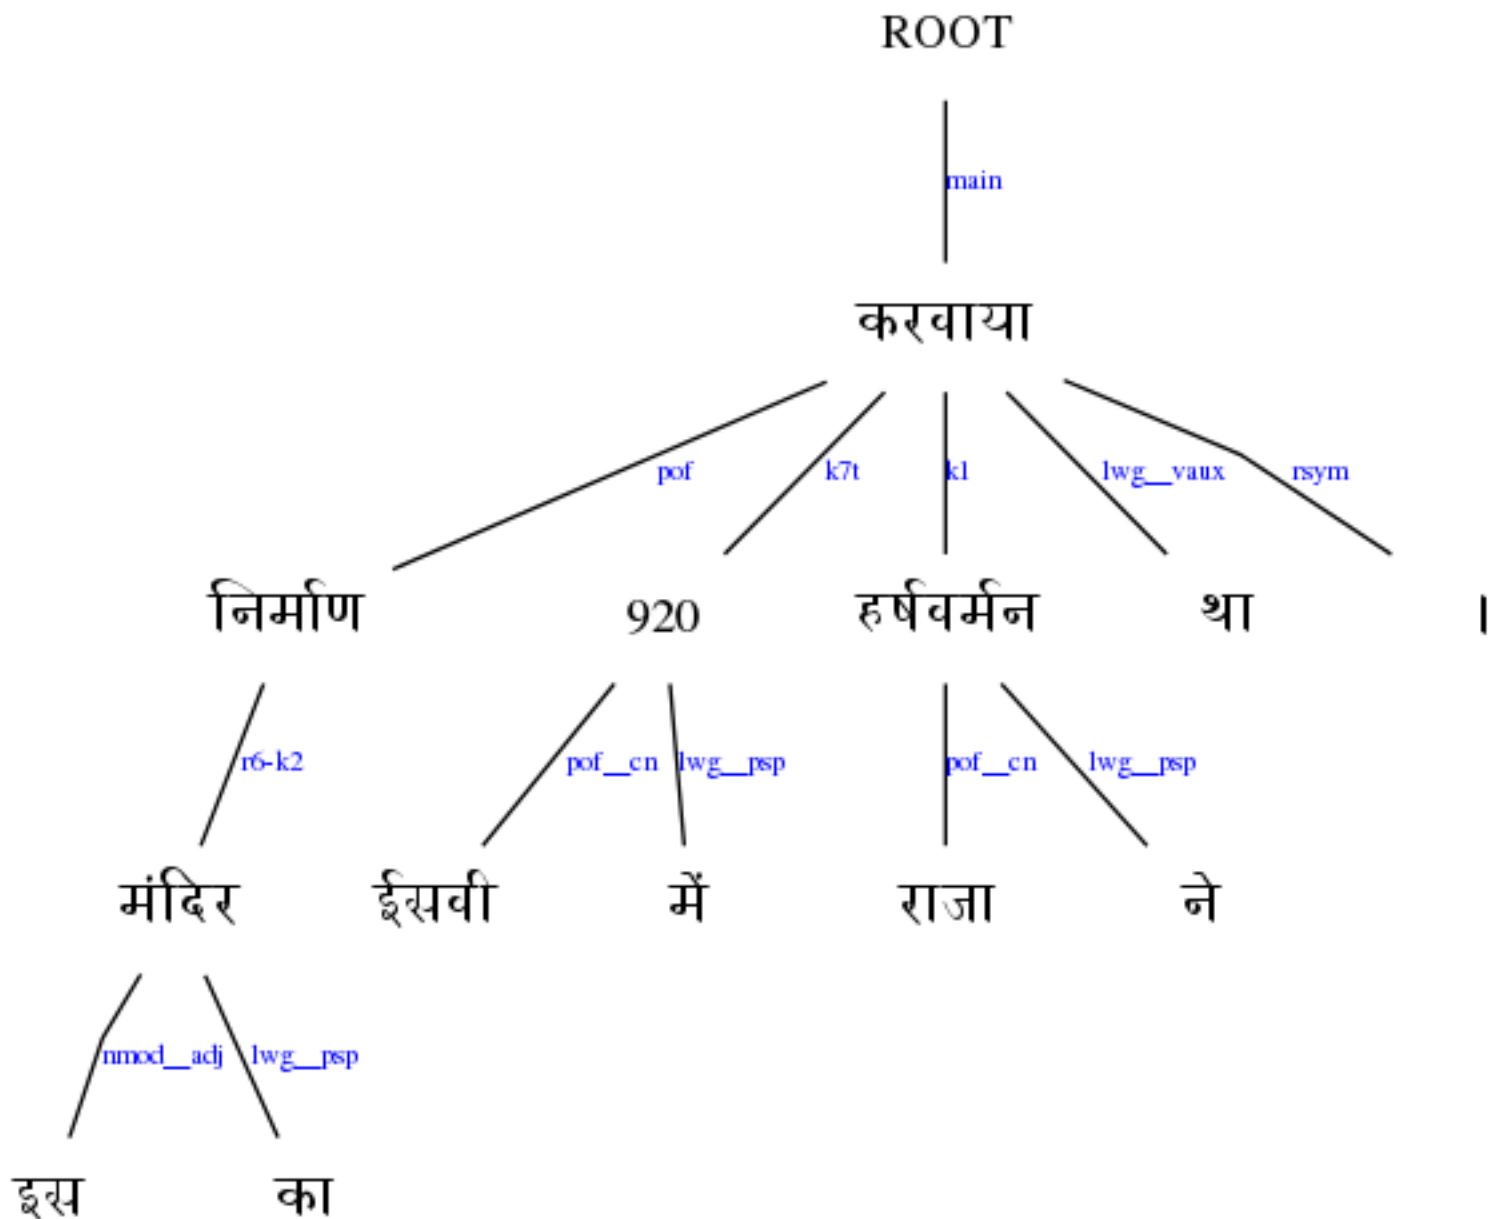 ROOT
main
करवाया
pof k7t k1 lwg__vaux rsym
निर्माण 920 हर्षवर्मन था ।
r6-k2 pof__cn lwg__psp pof__cn lwg__psp
मंदिर ईसवी में राजा ने
nmod__adj lwg__psp
इस का